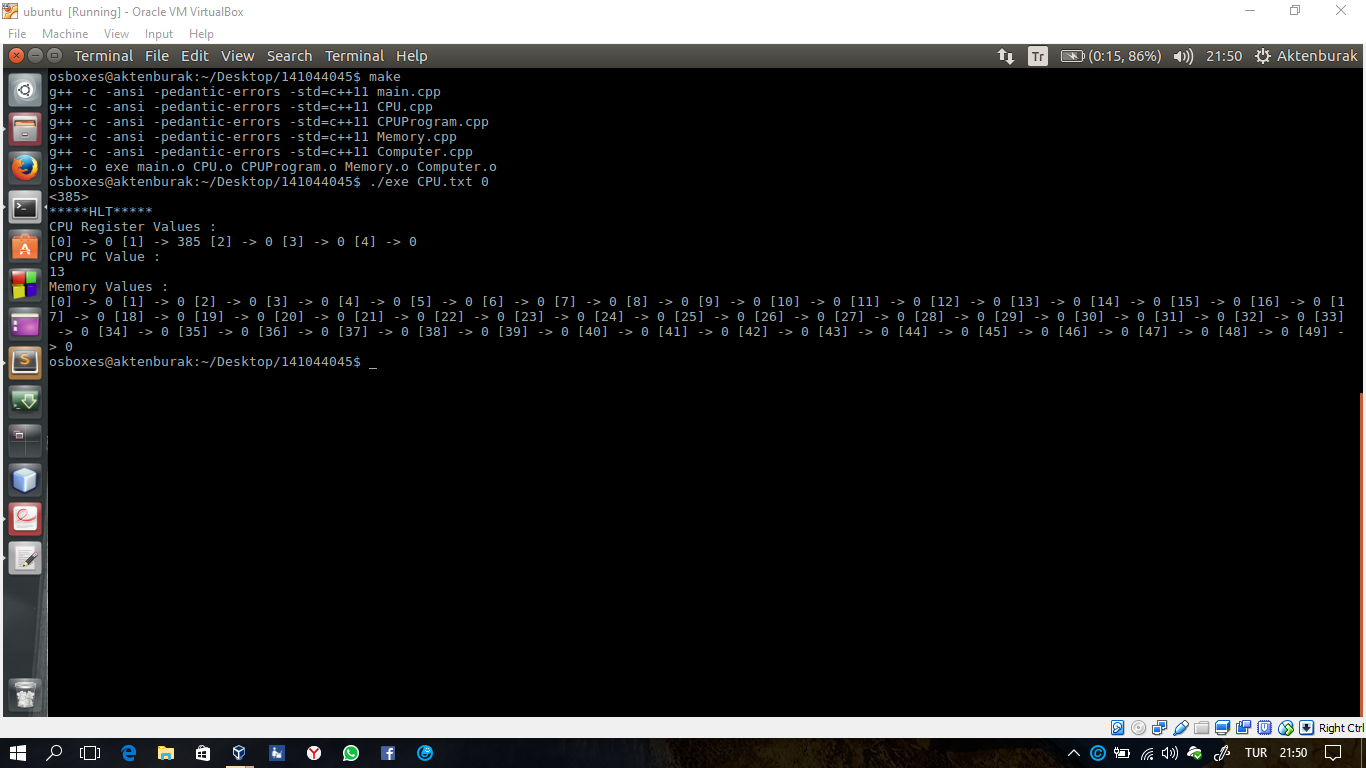 ubuntu [Running] - Oracle VM VirtualBox
File Machine View Input Help
Terminal File Edit View Search Terminal Help Tr (0:15, 86%) 21:50 Aktenburak
osboxes@aktenburak:~/Desktop/141044045$ make
g++ -c -ansi -pedantic-errors -std=c++11 main.cpp
g++ -c -ansi -pedantic-errors -std=c++11 CPU.cpp
g++ -c -ansi -pedantic-errors -std=c++11 CPUProgram.cpp
g++ -c -ansi -pedantic-errors -std=c++11 Memory.cpp
g++ -c -ansi -pedantic-errors -std=c++11 Computer.cpp
g++ -o exe main.o CPU.o CPUProgram.o Memory.o Computer.o
osboxes@aktenburak:~/Desktop/141044045$ ./exe CPU.txt 0
<385>
*****HLT*****
CPU Register Values :
[0] -> 0 [1] -> 385 [2] -> 0 [3] -> 0 [4] -> 0
CPU PC Value :
13
Memory Values :
[0] -> 0 [1] -> 0 [2] -> 0 [3] -> 0 [4] -> 0 [5] -> 0 [6] -> 0 [7] -> 0 [8] -> 0 [9] -> 0 [10] -> 0 [11] -> 0 [12] -> 0 [13] -> 0 [14] -> 0 [15] -> 0 [16] -> 0 [1
7] -> 0 [18] -> 0 [19] -> 0 [20] -> 0 [21] -> 0 [22] -> 0 [23] -> 0 [24] -> 0 [25] -> 0 [26] -> 0 [27] -> 0 [28] -> 0 [29] -> 0 [30] -> 0 [31] -> 0 [32] -> 0 [33]
 -> 0 [34] -> 0 [35] -> 0 [36] -> 0 [37] -> 0 [38] -> 0 [39] -> 0 [40] -> 0 [41] -> 0 [42] -> 0 [43] -> 0 [44] -> 0 [45] -> 0 [46] -> 0 [47] -> 0 [48] -> 0 [49] -
> 0
osboxes@aktenburak:~/Desktop/141044045$ _
Right Ctrl
TUR 21:50